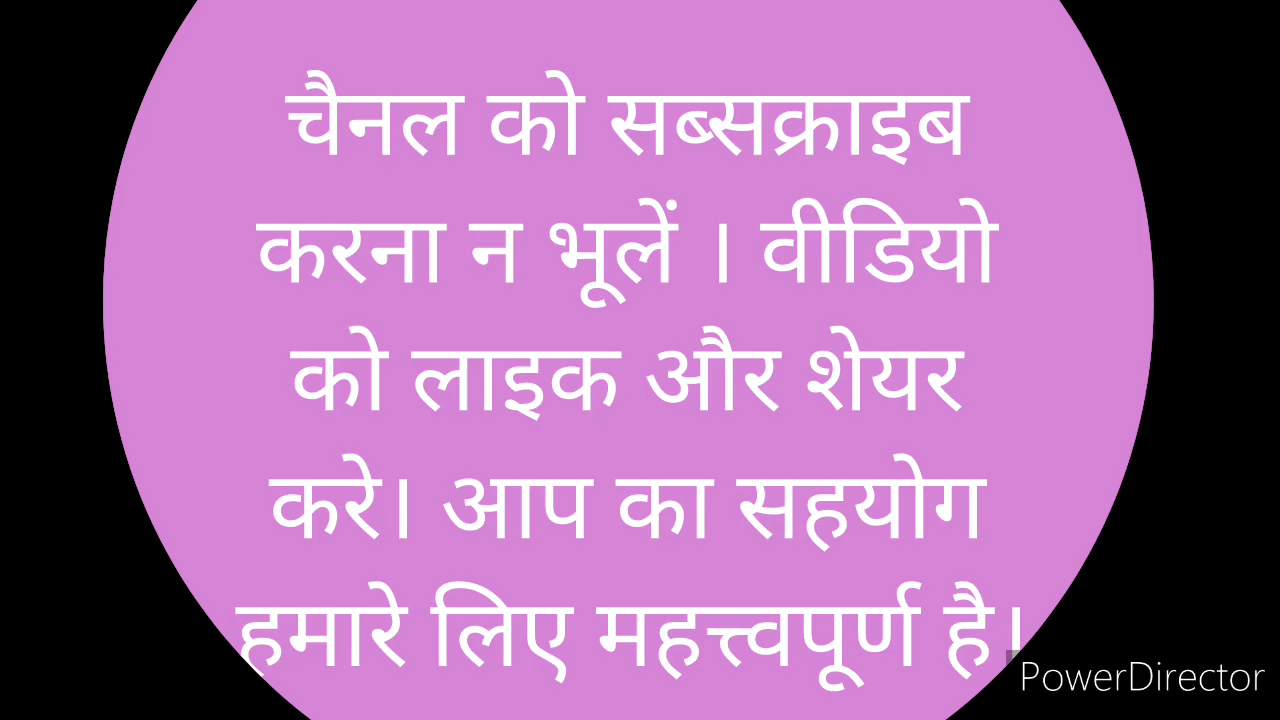 चैनल को सब्सक्राइब
करना न भूलें । वीडियो
को लाइक और शेयर
करे। आप का सहयोग
हमारे लिए महत्त्वपूर्ण है।
PowerDirector